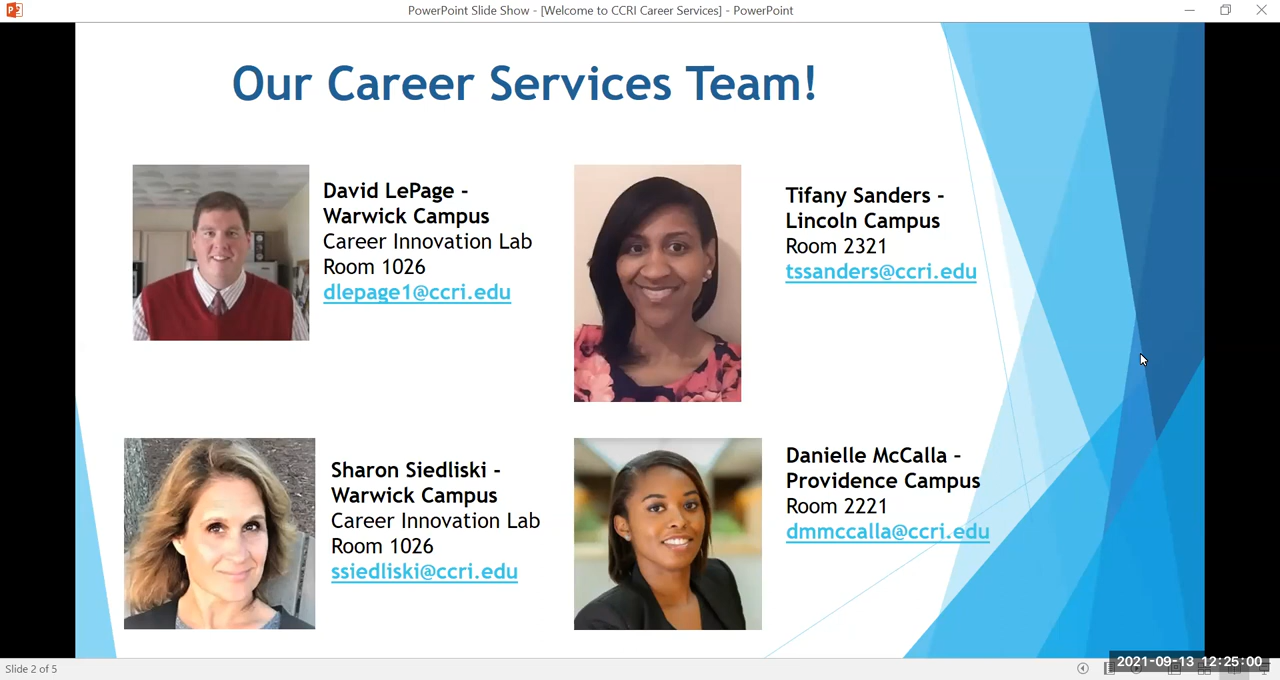 PowerPoint Slide Show - [Welcome to CCRI Career Services] - PowerPoint
Our Career Services Team!
David LePage -
Warwick Campus
Career Innovation Lab
Room 1026
dlepage1@ccri.edu
Tifany Sanders -
Lincoln Campus
Room 2321
tssanders@ccri.edu
Sharon Siedliski -
Warwick Campus
Career Innovation Lab
Room 1026
ssiedliski@ccri.edu
Danielle McCalla –
Providence Campus
Room 2221
dmmccalla@ccri.edu
Slide 2 of 5
2021-09-13 12:25:00